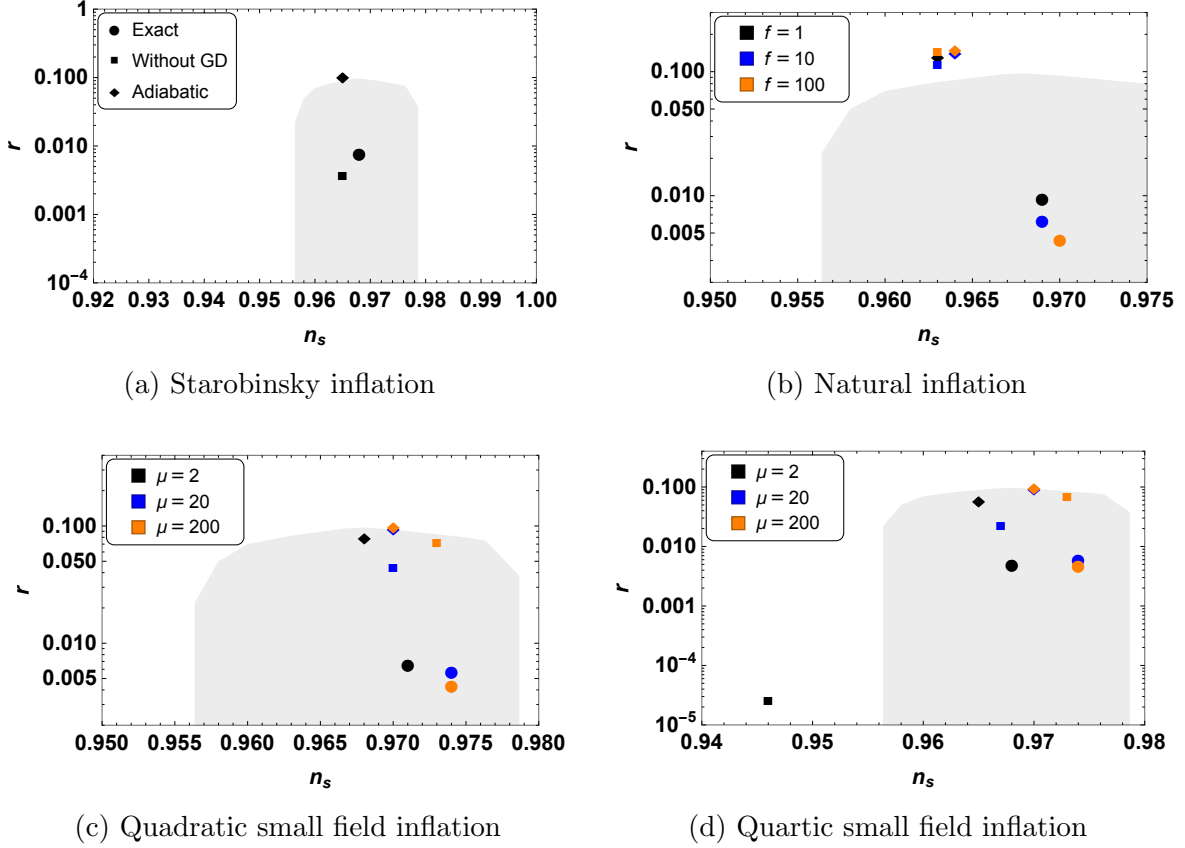 1
0.100
0.010
0.001
10⁻⁴
r
Exact
Without GD
Adiabatic
0.92 0.93 0.94 0.95 0.96 0.97 0.98 0.99 1.00
nₛ
(a) Starobinsky inflation
0.100
0.050
0.010
0.005
r
f = 1
f = 10
f = 100
0.950 0.955 0.960 0.965 0.970 0.975
nₛ
(b) Natural inflation
0.100
0.050
0.010
0.005
r
μ = 2
μ = 20
μ = 200
0.950 0.955 0.960 0.965 0.970 0.975 0.980
nₛ
(c) Quadratic small field inflation
0.100
0.010
0.001
10⁻⁴
10⁻⁵
r
μ = 2
μ = 20
μ = 200
0.94 0.95 0.96 0.97 0.98
nₛ
(d) Quartic small field inflation